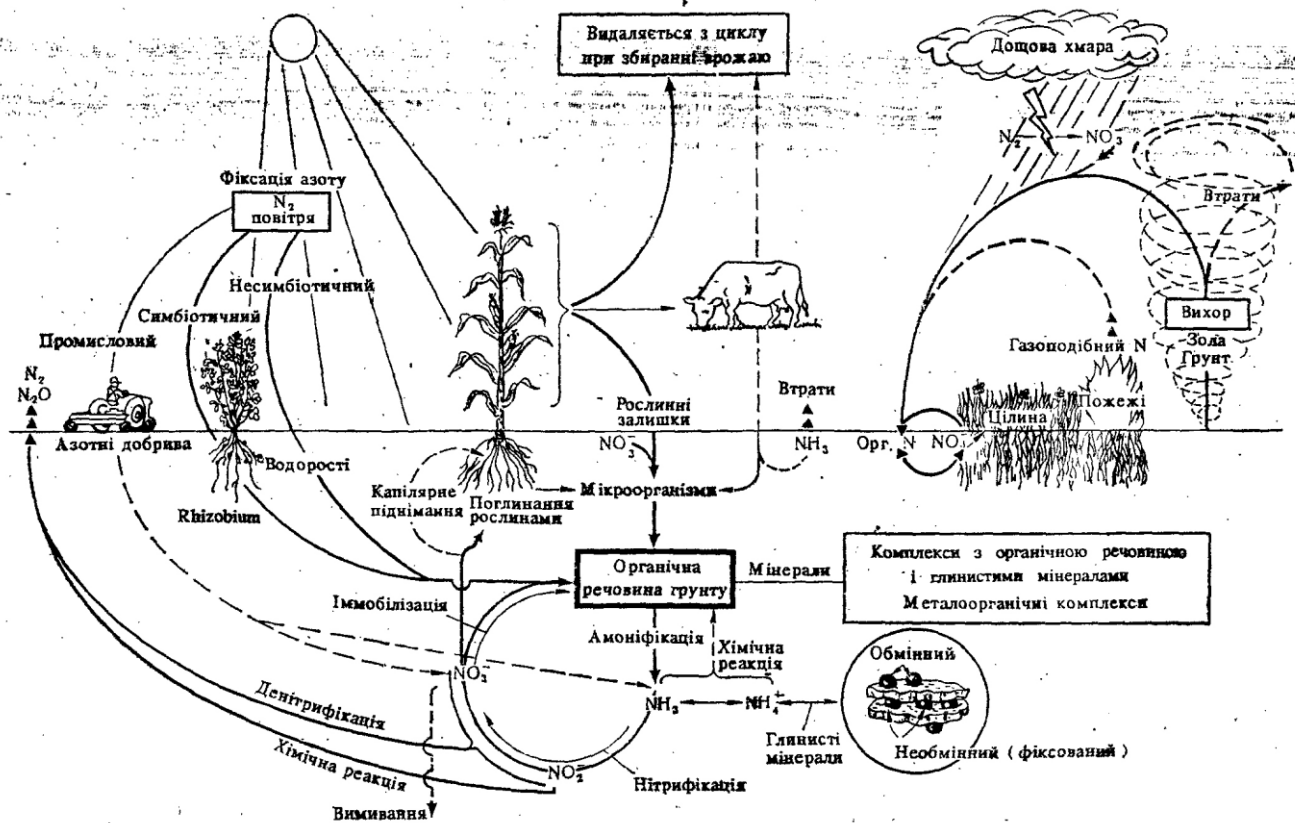 Видаляється з циклу
при збиранні врожаю
Дощова хмара
N₂
NO₃⁻
Втрати
Фіксація азоту
N₂
повітря
Несимбіотичний
Симбіотичний
Промисловий
N₂
N₂O
Азотні добрива
Водорості
Rhizobium
Капілярне
піднімання
Поглинання
рослинами
Рослинні
залишки
NO₃⁻
Втрати
NH₃
Мікроорганізми
Вихор
Зола
Грунт
Газоподібний N
Пожежі
Цілина
Орг. N
NO₃⁻
Органічна
речовина грунту
Мінерали
Комплекси з органічною речовиною
і глинистими мінералами
Металоорганічні комплекси
Іммобілізація
Амоніфікація
Хімічна
реакція
NO₃⁻
NH₃
NH₄⁺
Обмінний
Необмінний (фіксований)
Глинисті
мінерали
Денітрифікація
Хімічна реакція
NO₂⁻
Нітрифікація
Вимивання